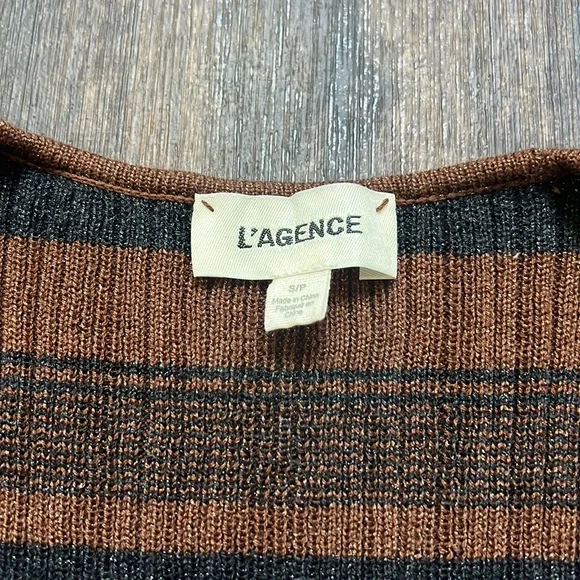 L'AGENCE
S/P
Made in China
Fabriqué en
Chine